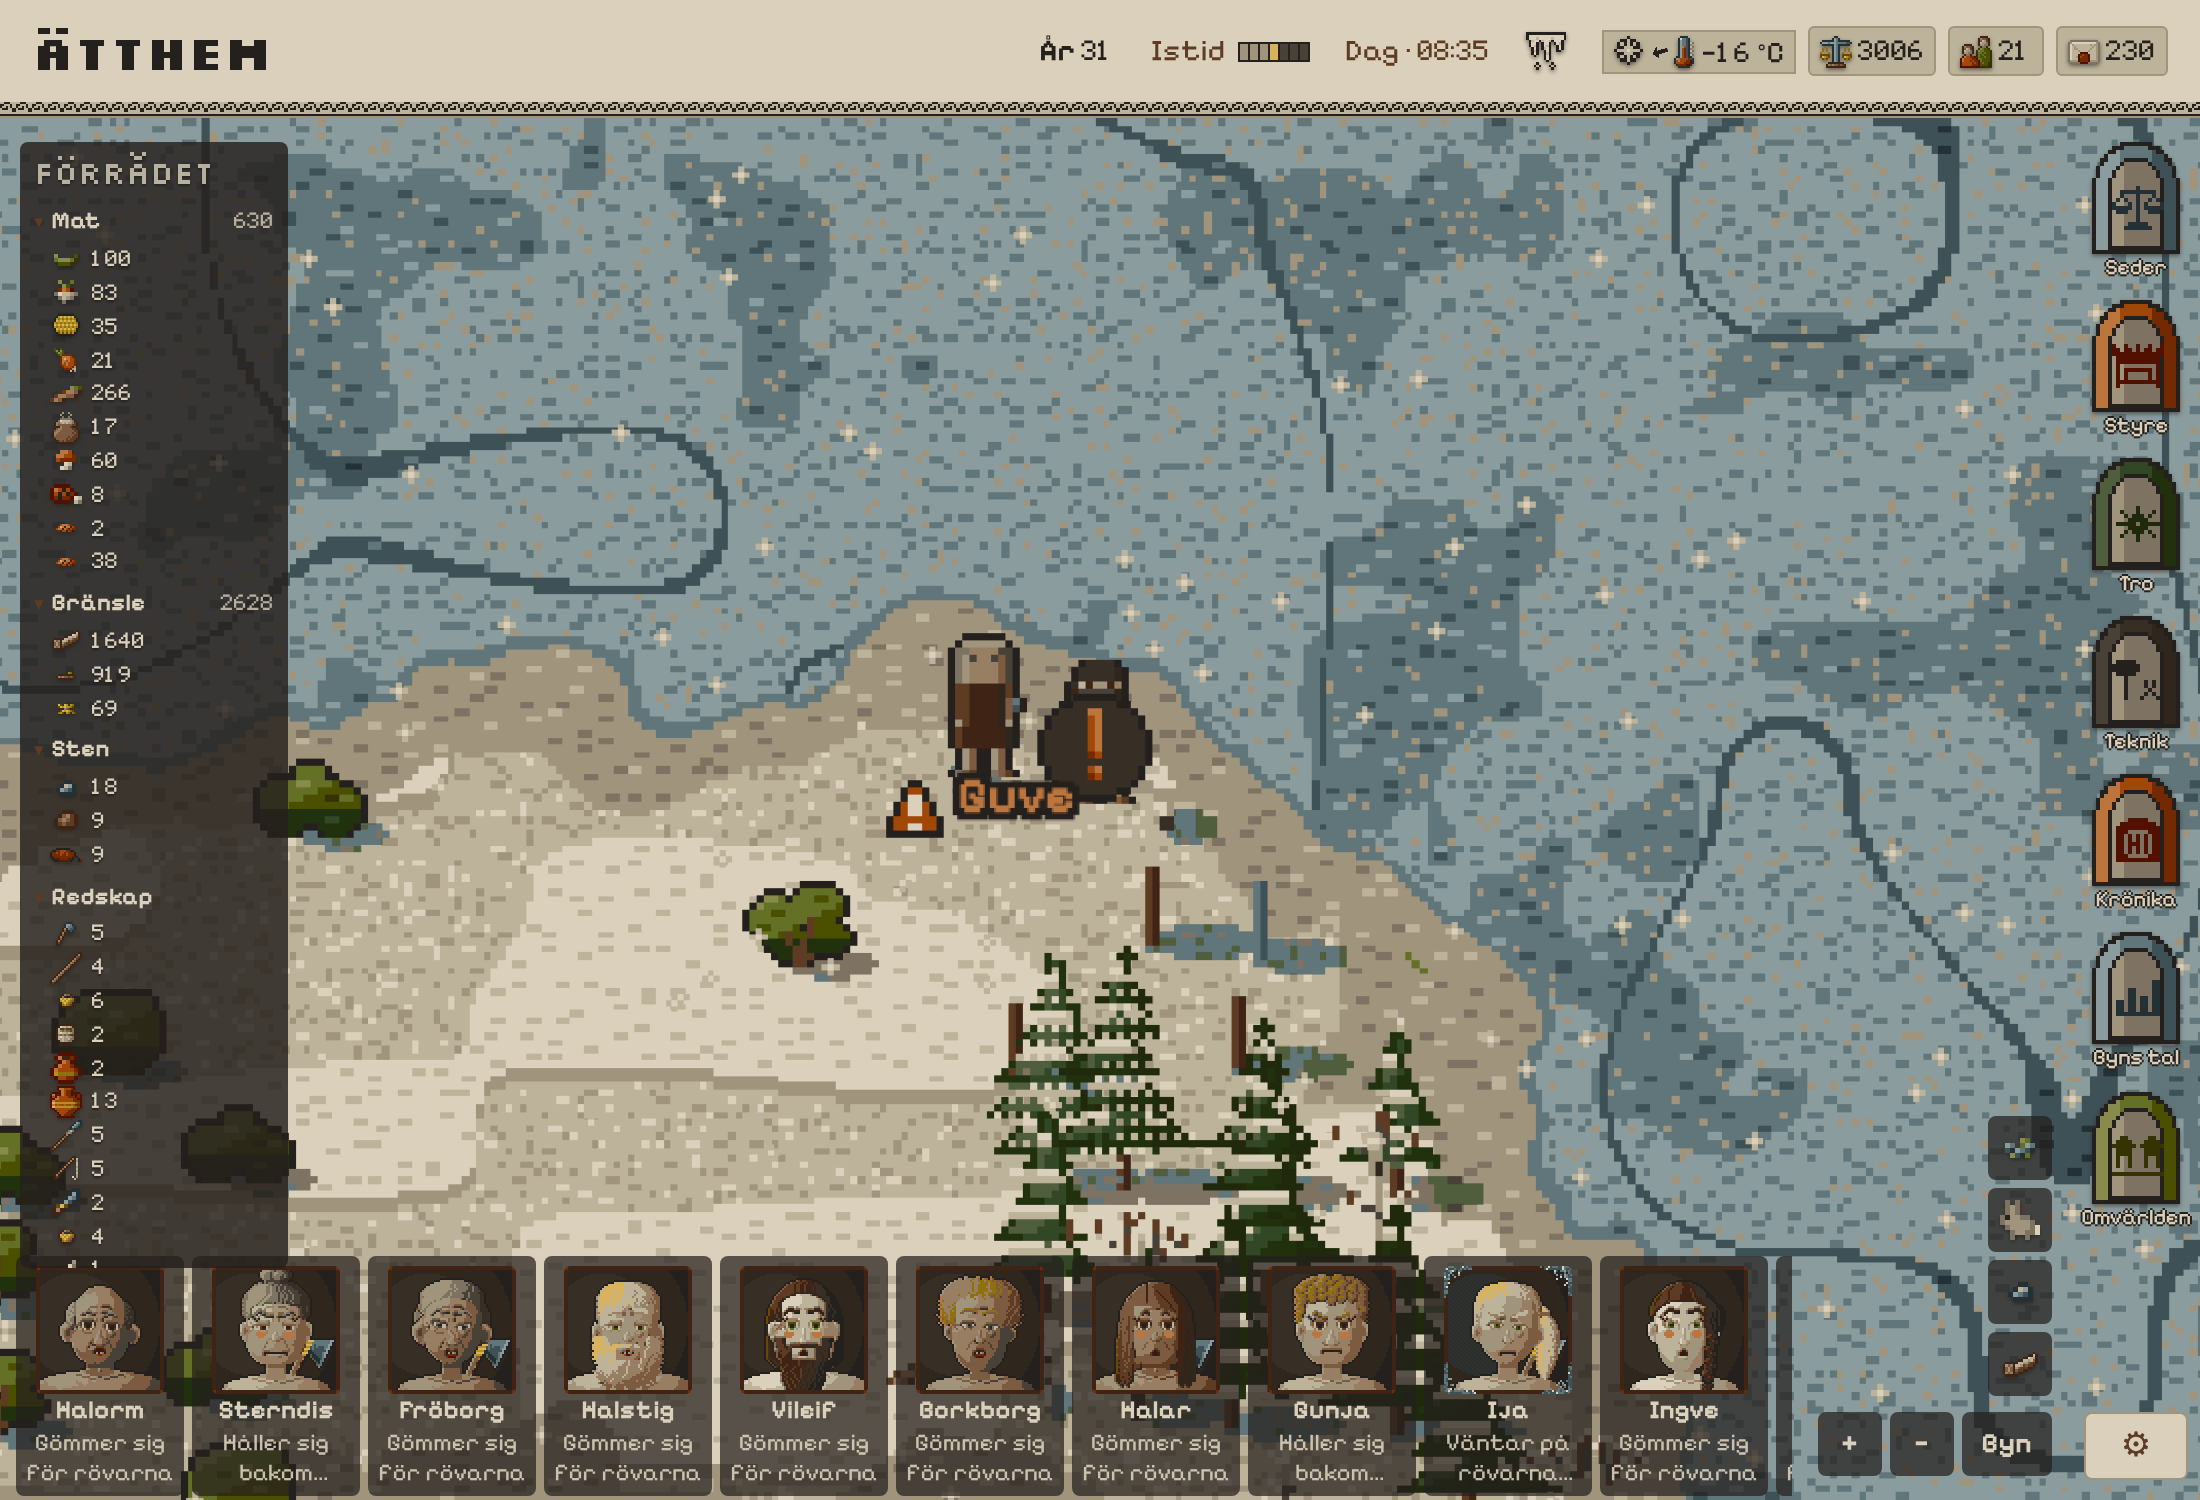 ÄTTHEM
År 31
Istid
Dag · 08:35
-16 °C
3006
21
230
FÖRRÅDET
Mat 630
100
83
35
21
266
17
60
8
2
38
Bränsle 2628
1640
919
69
Sten
18
9
9
Redskap
5
4
6
2
2
13
5
5
2
4
Guve
Seder
Styre
Tro
Teknik
Krönika
Byns tal
Omvärlden
Halorm
Gömmer sig
för rövarna
Sterndis
Håller sig
bakom...
Fröborg
Gömmer sig
för rövarna
Halstig
Gömmer sig
för rövarna
Vileif
Gömmer sig
för rövarna
Borkborg
Gömmer sig
för rövarna
Halar
Gömmer sig
för rövarna
Gunja
Håller sig
bakom...
Ija
Väntar på
rövarna...
Ingve
Gömmer sig
för rövarna
+
-
Byn